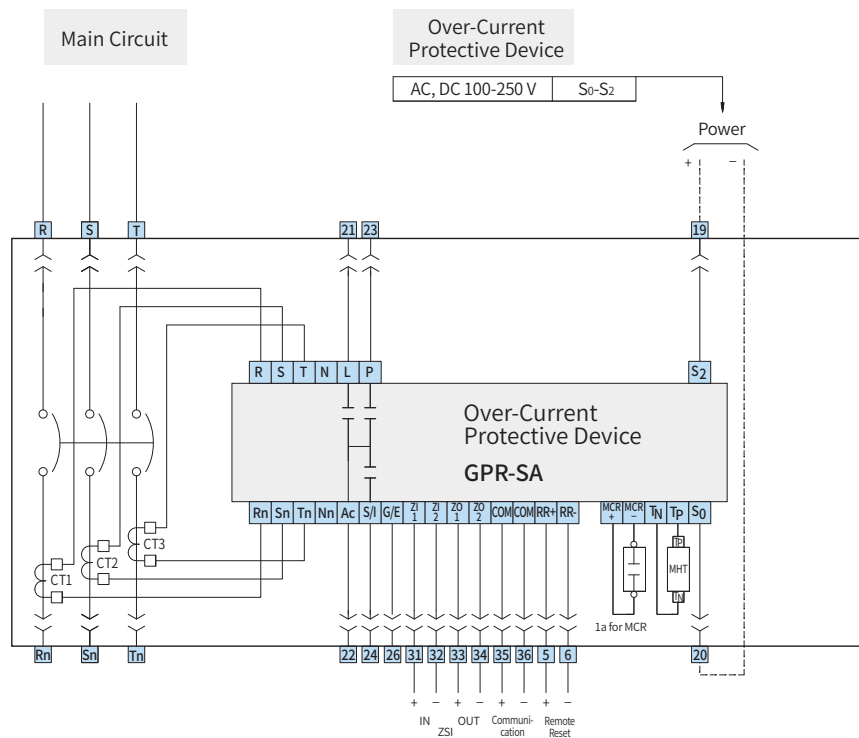 Main Circuit
Over-Current
Protective Device
AC, DC 100-250 V S0-S2
Power
+ −
R S T 21 23 19
R S T N L P S2
Over-Current
Protective Device
GPR-SA
Rn Sn Tn Nn Ac S/I G/E ZI 1 ZI 2 ZO 1 ZO 2 COM COM RR+ RR- MCR + MCR − TN TP S0
CT1 CT2 CT3
TP
MHT
TN
1a for MCR
Rn Sn Tn 22 24 26 31 32 33 34 35 36 5 6 20
+ − + − + − + −
IN OUT
ZSI
Communi-
cation
Remote
Reset